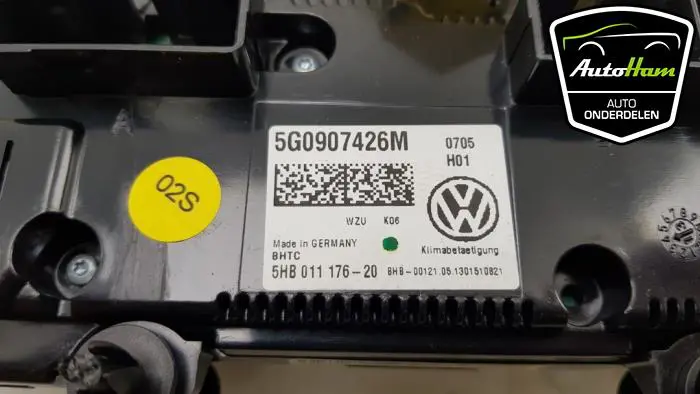 AutoHam
AUTO
ONDERDELEN
5G0907426M
0705
H01
WZU K06
Made in GERMANY
BHTC
Klimabetaetigung
5HB 011 176-20
BHB-00121.05.1301510821
02S